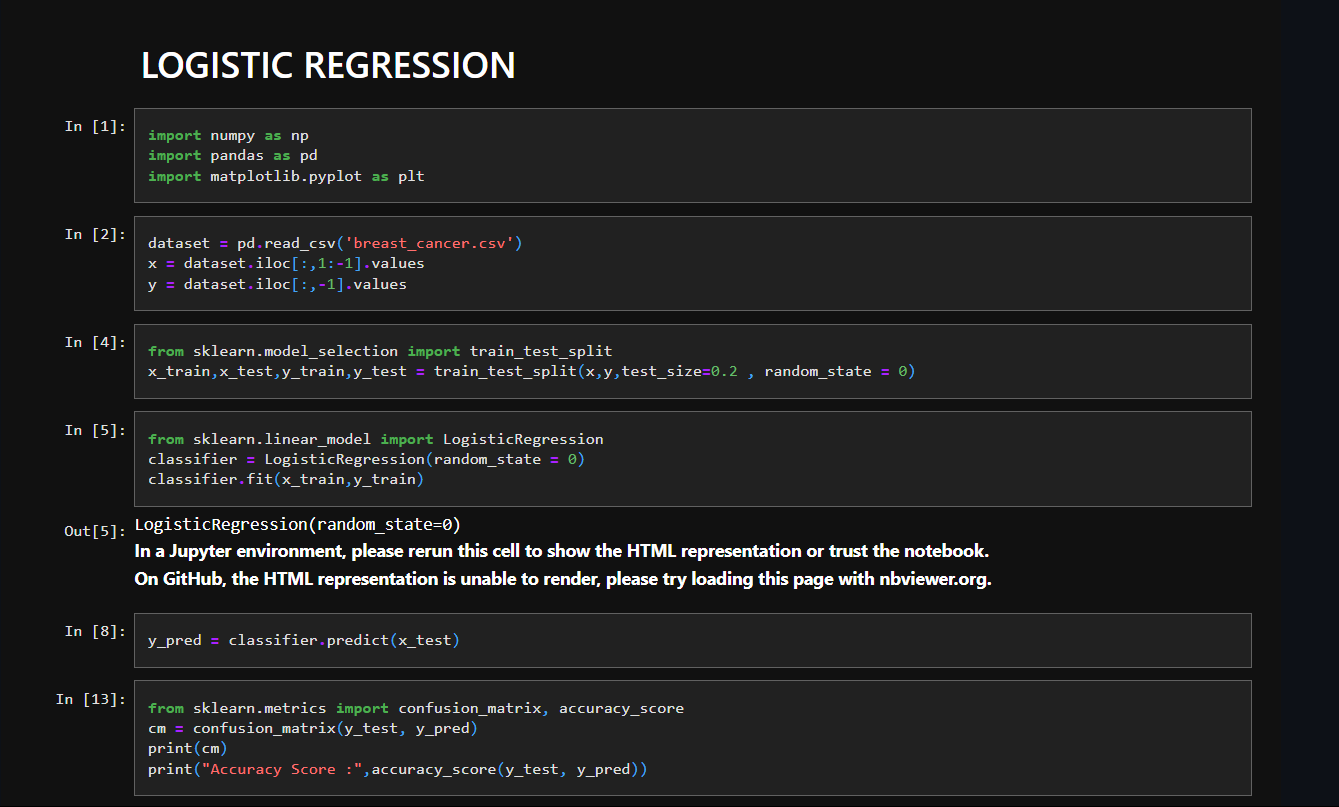 LOGISTIC REGRESSION
In [1]:
import numpy as np
import pandas as pd
import matplotlib.pyplot as plt
In [2]:
dataset = pd.read_csv('breast_cancer.csv')
x = dataset.iloc[:,1:-1].values
y = dataset.iloc[:,-1].values
In [4]:
from sklearn.model_selection import train_test_split
x_train,x_test,y_train,y_test = train_test_split(x,y,test_size=0.2 , random_state = 0)
In [5]:
from sklearn.linear_model import LogisticRegression
classifier = LogisticRegression(random_state = 0)
classifier.fit(x_train,y_train)
Out[5]:
LogisticRegression(random_state=0)
In a Jupyter environment, please rerun this cell to show the HTML representation or trust the notebook.
On GitHub, the HTML representation is unable to render, please try loading this page with nbviewer.org.
In [8]:
y_pred = classifier.predict(x_test)
In [13]:
from sklearn.metrics import confusion_matrix, accuracy_score
cm = confusion_matrix(y_test, y_pred)
print(cm)
print("Accuracy Score :",accuracy_score(y_test, y_pred))